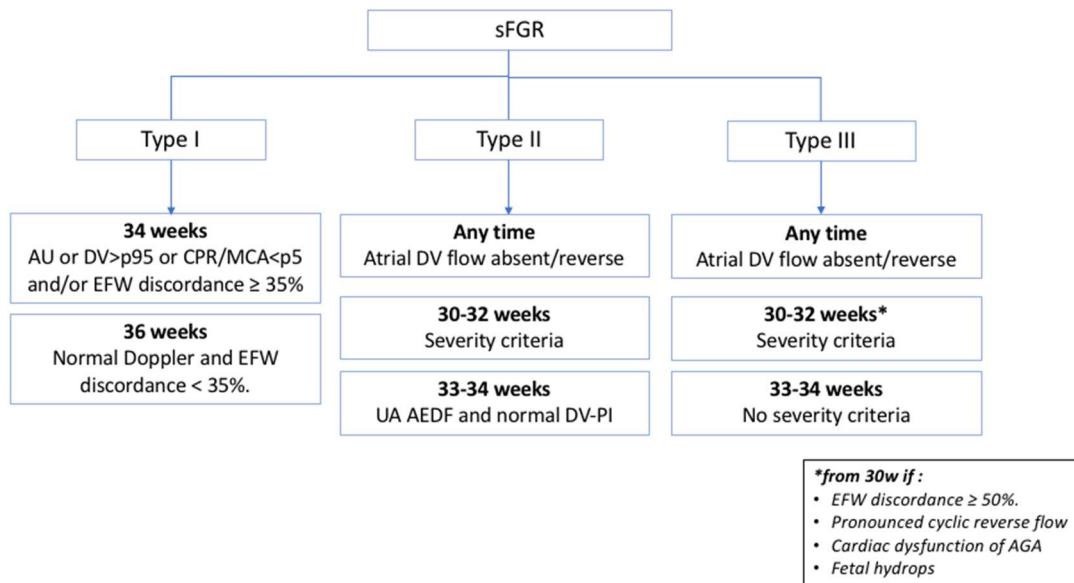 sFGR
Type I
Type II
Type III
34 weeks
AU or DV>p95 or CPR/MCA<p5
and/or EFW discordance ≥ 35%
36 weeks
Normal Doppler and EFW
discordance < 35%.
Any time
Atrial DV flow absent/reverse
30-32 weeks
Severity criteria
33-34 weeks
UA AEDF and normal DV-PI
Any time
Atrial DV flow absent/reverse
30-32 weeks*
Severity criteria
33-34 weeks
No severity criteria
*from 30w if :
• EFW discordance ≥ 50%.
• Pronounced cyclic reverse flow
• Cardiac dysfunction of AGA
• Fetal hydrops